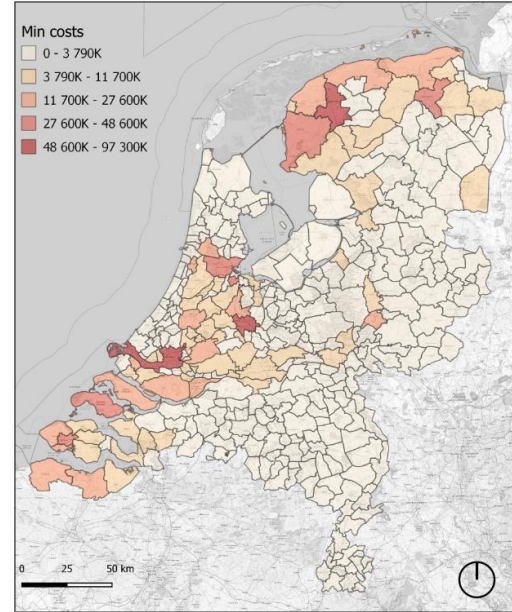 Min costs
0 - 3 790K
3 790K - 11 700K
11 700K - 27 600K
27 600K - 48 600K
48 600K - 97 300K
0 25 50 km